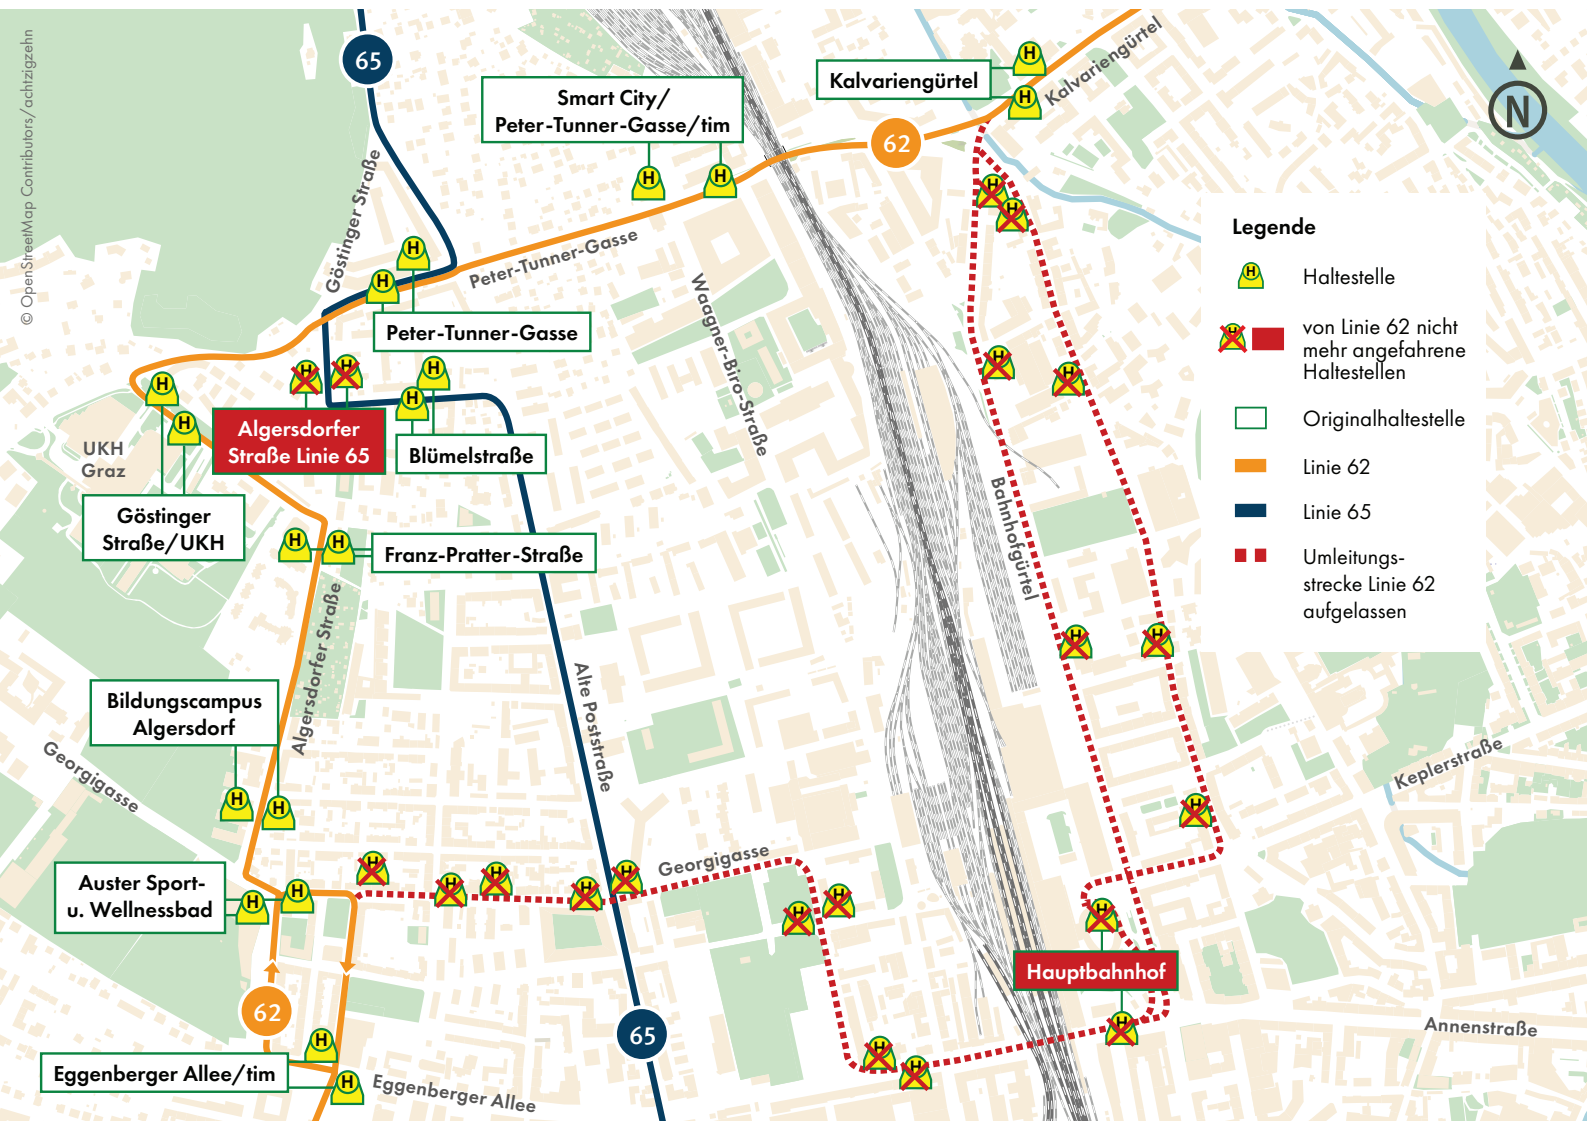 © OpenStreetMap Contributors/achtzigzehn
65
Göstinger Straße
Smart City/
Peter-Tunner-Gasse/tim
H
H
Kalvariengürtel
H
H
Kalvariengürtel
62
N
H
H
Peter-Tunner-Gasse
Peter-Tunner-Gasse
Waagner-Biro-Straße
H
H
H
H
Algersdorfer
Straße Linie 65
H
H
Blümelstraße
H
H
UKH
Graz
Göstinger
Straße/UKH
H
H
Franz-Pratter-Straße
Algersdorfer Straße
Alte Poststraße
Bahnhofgürtel
H
H
H
H
H
Bildungscampus
Algersdorf
H
H
Georgigasse
Auster Sport-
u. Wellnessbad
H
H
H
H
H
H
H
Georgigasse
H
H
H
Hauptbahnhof
H
H
H
62
65
H
Eggenberger Allee/tim
H
Eggenberger Allee
Keplerstraße
Annenstraße
Legende
H
Haltestelle
H
von Linie 62 nicht
mehr angefahrene
Haltestellen
Originalhaltestelle
Linie 62
Linie 65
Umleitungs-
strecke Linie 62
aufgelassen